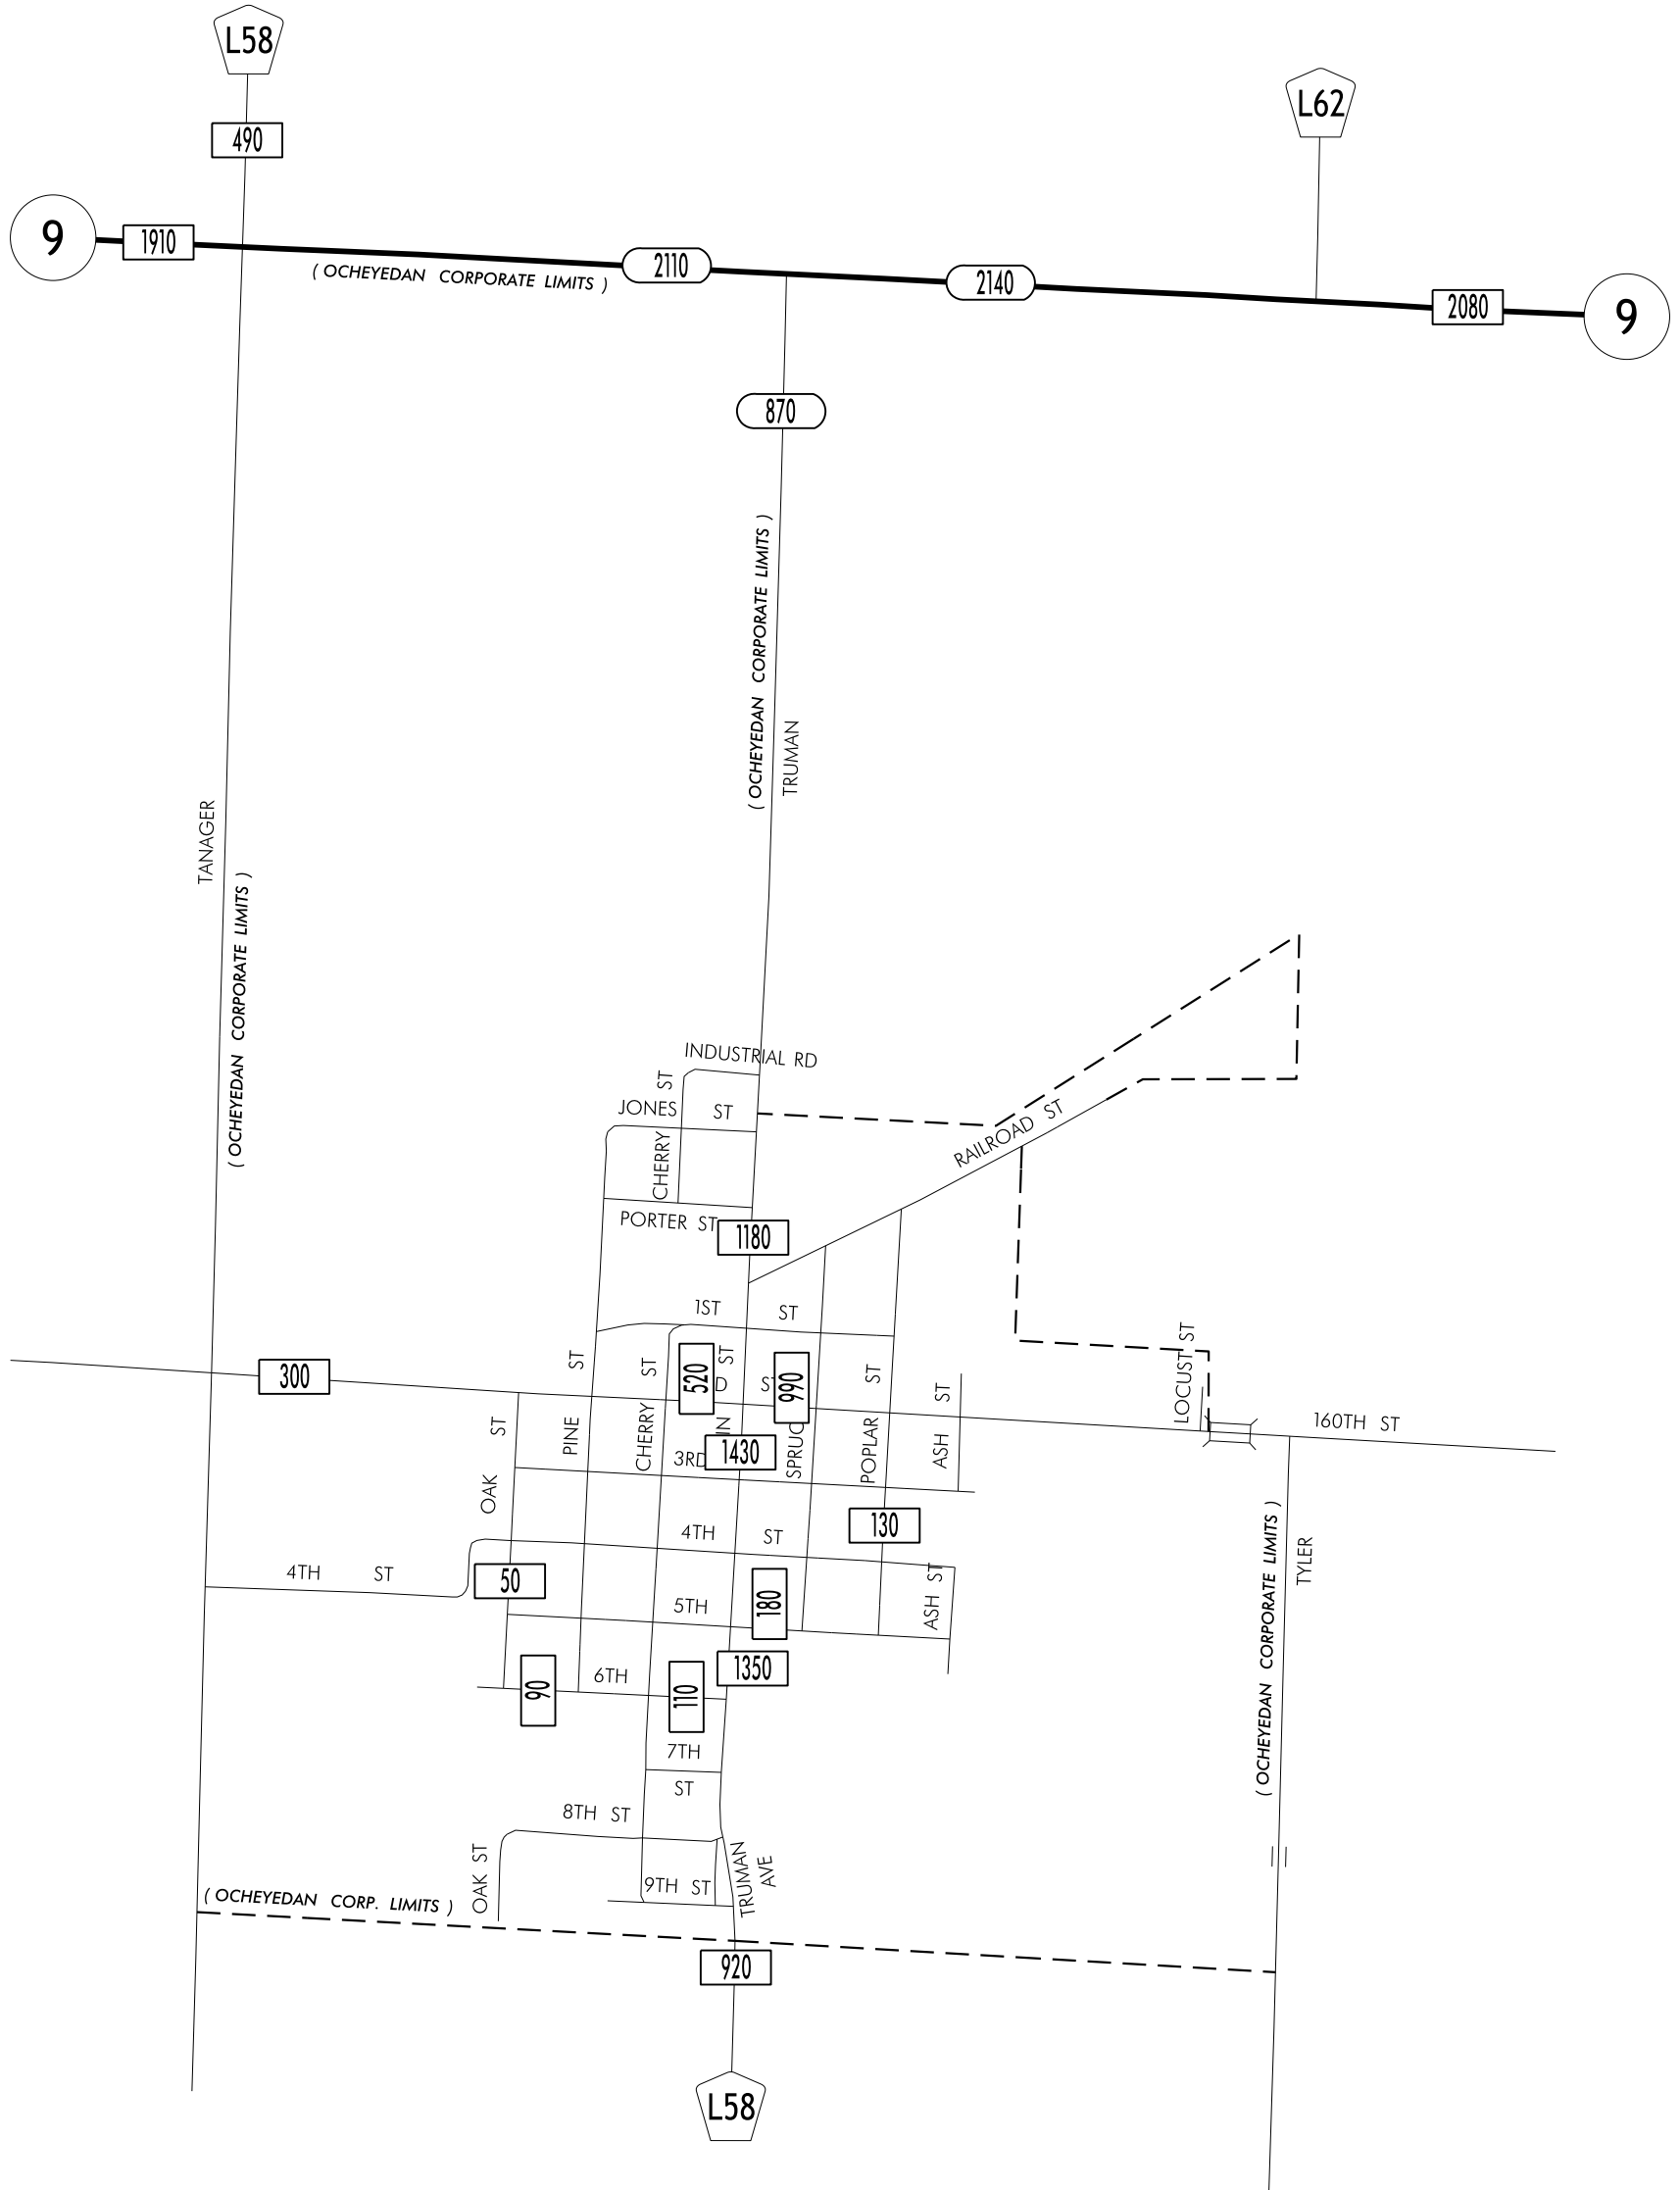 L58
L62
490
9
1910
( OCHEYEDAN CORPORATE LIMITS )
2110
2140
2080
9
870
( OCHEYEDAN CORPORATE LIMITS )
TRUMAN
TANAGER
( OCHEYEDAN CORPORATE LIMITS )
INDUSTRIAL RD
JONES ST
CHERRY ST
RAILROAD ST
PORTER ST
1180
1ST ST
300
PINE ST
CHERRY ST
520
ST
ST
990
POPLAR ST
ASH ST
LOCUST ST
160TH ST
OAK ST
3RD
1430
130
4TH ST
4TH ST
50
5TH
180
ASH ST
( OCHEYEDAN CORPORATE LIMITS )
TYLER
6TH
90
110
1350
7TH
ST
8TH ST
OAK ST
9TH ST
TRUMAN
AVE
( OCHEYEDAN CORP. LIMITS )
920
L58